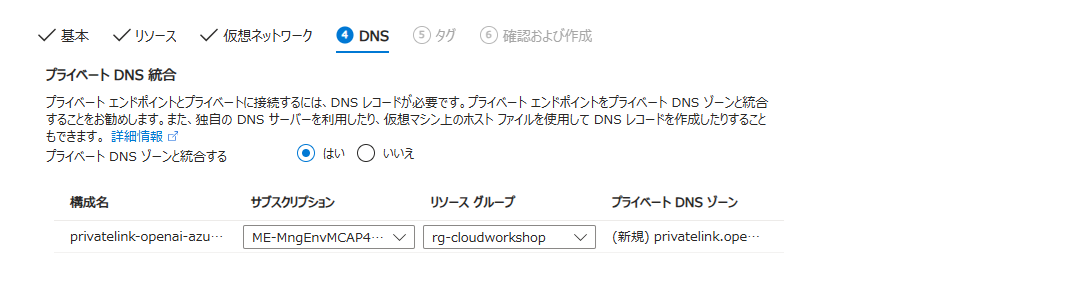 基本 リソース 仮想ネットワーク 4 DNS 5 タグ 6 確認および作成
プライベート DNS 統合
プライベート エンドポイントとプライベートに接続するには、DNS レコードが必要です。プライベート エンドポイントをプライベート DNS ゾーンと統合
することをお勧めします。また、独自の DNS サーバーを利用したり、仮想マシン上のホスト ファイルを使用して DNS レコードを作成したりすること
もできます。 詳細情報
プライベート DNS ゾーンと統合する はい いいえ
構成名 サブスクリプション リソース グループ プライベート DNS ゾーン
privatelink-openai-azu… ME-MngEnvMCAP4… rg-cloudworkshop (新規) privatelink.ope…